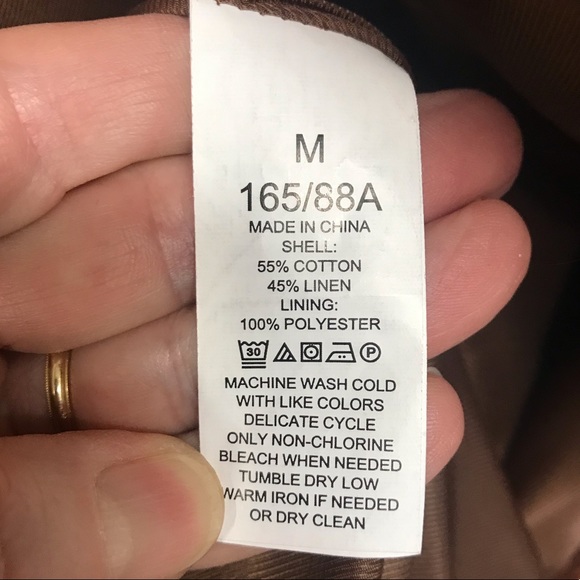 M
165/88A
MADE IN CHINA
SHELL:
55% COTTON
45% LINEN
LINING:
100% POLYESTER
30 P
MACHINE WASH COLD
WITH LIKE COLORS
DELICATE CYCLE
ONLY NON-CHLORINE
BLEACH WHEN NEEDED
TUMBLE DRY LOW
WARM IRON IF NEEDED
OR DRY CLEAN